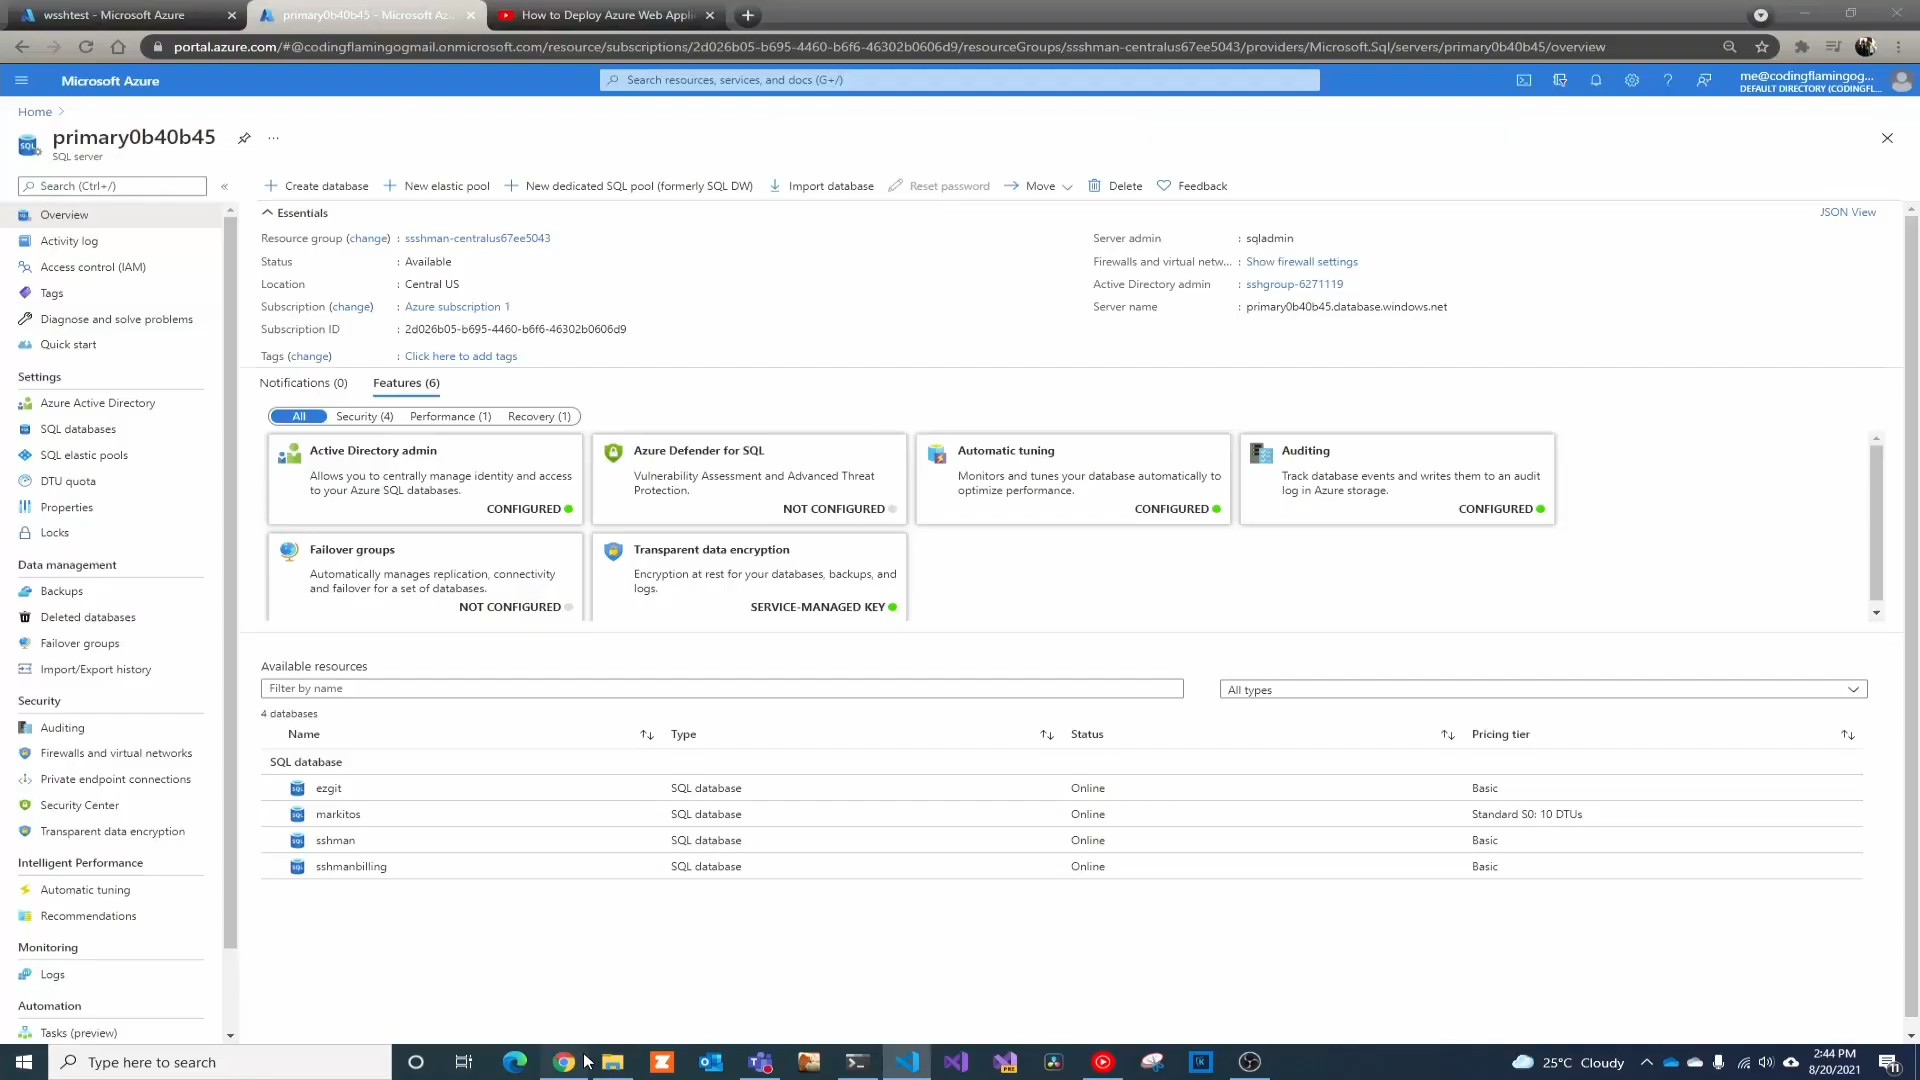 wsshtest - Microsoft Azure
primary0b40b45 - Microsoft Az
How to Deploy Azure Web Appli
portal.azure.com/#@codingflamingogmail.onmicrosoft.com/resource/subscriptions/2d026b05-b695-4460-b6f6-46302b0606d9/resourceGroups/ssshman-centralus67ee5043/providers/Microsoft.Sql/servers/primary0b40b45/overview
Microsoft Azure
Search resources, services, and docs (G+/)
me@codingflamingog...
DEFAULT DIRECTORY (CODINGFL...
Home
primary0b40b45
...
SQL server
Search (Ctrl+/)
Create database
New elastic pool
New dedicated SQL pool (formerly SQL DW)
Import database
Reset password
Move
Delete
Feedback
Overview
Activity log
Access control (IAM)
Tags
Diagnose and solve problems
Quick start
Settings
Azure Active Directory
SQL databases
SQL elastic pools
DTU quota
Properties
Locks
Data management
Backups
Deleted databases
Failover groups
Import/Export history
Security
Auditing
Firewalls and virtual networks
Private endpoint connections
Security Center
Transparent data encryption
Intelligent Performance
Automatic tuning
Recommendations
Monitoring
Logs
Automation
Tasks (preview)
Essentials
JSON View
Resource group (change) : ssshman-centralus67ee5043
Status : Available
Location : Central US
Subscription (change) : Azure subscription 1
Subscription ID : 2d026b05-b695-4460-b6f6-46302b0606d9
Tags (change) : Click here to add tags
Server admin : sqladmin
Firewalls and virtual netw... : Show firewall settings
Active Directory admin : sshgroup-6271119
Server name : primary0b40b45.database.windows.net
Notifications (0)
Features (6)
All
Security (4)
Performance (1)
Recovery (1)
Active Directory admin
Allows you to centrally manage identity and access
to your Azure SQL databases.
CONFIGURED
Azure Defender for SQL
Vulnerability Assessment and Advanced Threat
Protection.
NOT CONFIGURED
Automatic tuning
Monitors and tunes your database automatically to
optimize performance.
CONFIGURED
Auditing
Track database events and writes them to an audit
log in Azure storage.
CONFIGURED
Failover groups
Automatically manages replication, connectivity
and failover for a set of databases.
NOT CONFIGURED
Transparent data encryption
Encryption at rest for your databases, backups, and
logs.
SERVICE-MANAGED KEY
Available resources
Filter by name
All types
4 databases
Name Type Status Pricing tier
SQL database
ezgit SQL database Online Basic
markitos SQL database Online Standard S0: 10 DTUs
sshman SQL database Online Basic
sshmanbilling SQL database Online Basic
Type here to search
25°C Cloudy
2:44 PM
8/20/2021